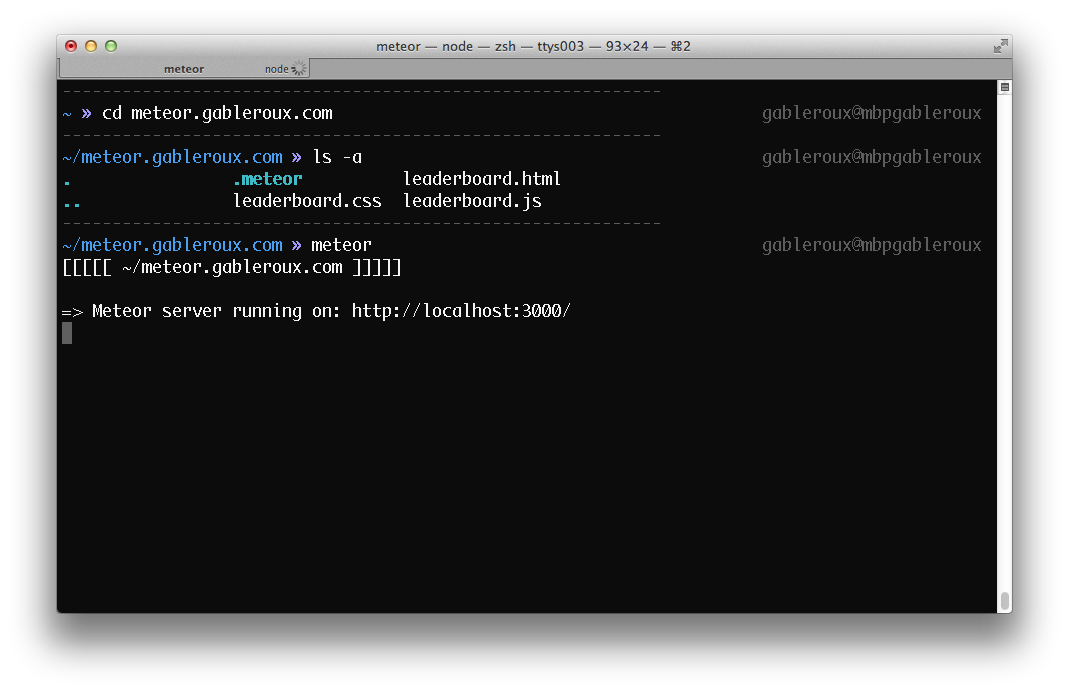 meteor — node — zsh — ttys003 — 93×24 — ⌘2
meteor node
------------------------------------------------------------
~ » cd meteor.gableroux.com gableroux@mbpgableroux
------------------------------------------------------------
~/meteor.gableroux.com » ls -a gableroux@mbpgableroux
. .meteor leaderboard.html
.. leaderboard.css leaderboard.js
------------------------------------------------------------
~/meteor.gableroux.com » meteor gableroux@mbpgableroux
[[[[[ ~/meteor.gableroux.com ]]]]]
=> Meteor server running on: http://localhost:3000/